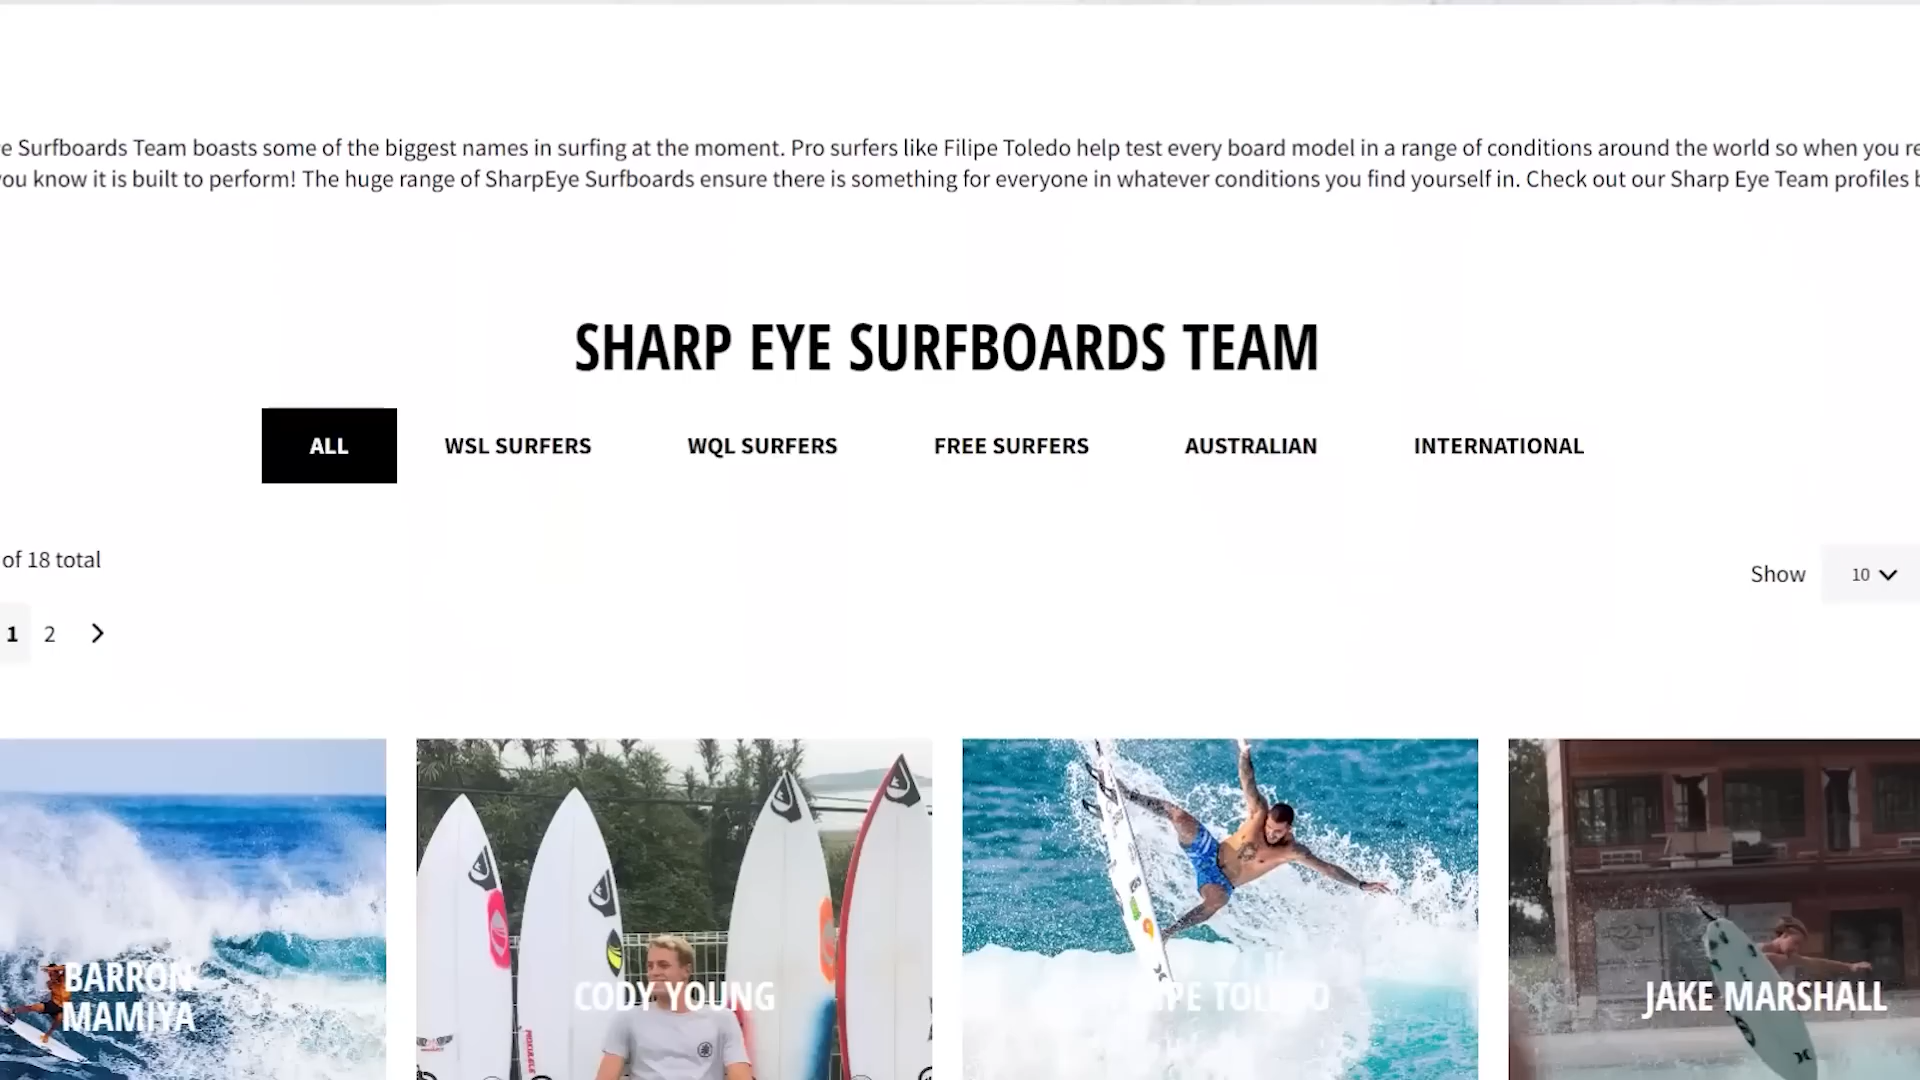 e Surfboards Team boasts some of the biggest names in surfing at the moment. Pro surfers like Filipe Toledo help test every board model in a range of conditions around the world so when you re
you know it is built to perform! The huge range of SharpEye Surfboards ensure there is something for everyone in whatever conditions you find yourself in. Check out our Sharp Eye Team profiles b
SHARP EYE SURFBOARDS TEAM
ALL WSL SURFERS WQL SURFERS FREE SURFERS AUSTRALIAN INTERNATIONAL
of 18 total
Show 10
1 2
BARRON
MAMIYA
CODY YOUNG
JAKE MARSHALL